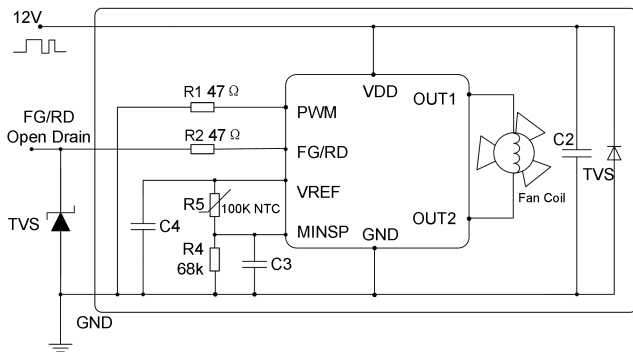 12V
R1 47 Ω
VDD
OUT1
PWM
FG/RD
Open Drain
R2 47 Ω
FG/RD
C2
TVS
VREF
R5
100K NTC
Fan Coil
TVS
C4
OUT2
R4
68k
MINSP
GND
C3
GND